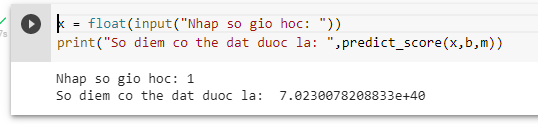 x = float(input("Nhap so gio hoc: "))
print("So diem co the dat duoc la: ",predict_score(x,b,m))
Nhap so gio hoc: 1
So diem co the dat duoc la:  7.0230078208833e+40